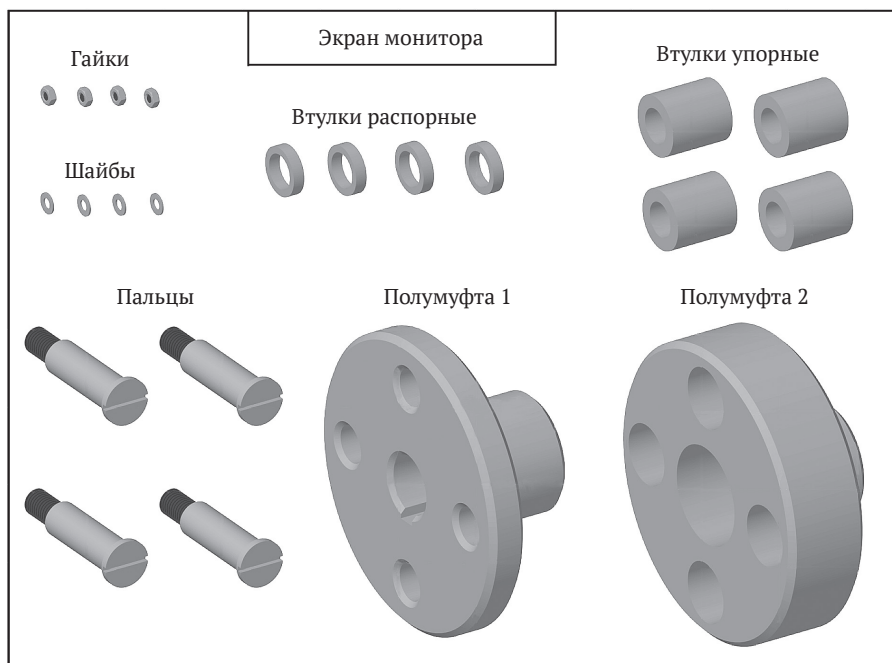 Экран монитора
Гайки
Втулки упорные
Втулки распорные
Шайбы
Пальцы
Полумуфта 1
Полумуфта 2